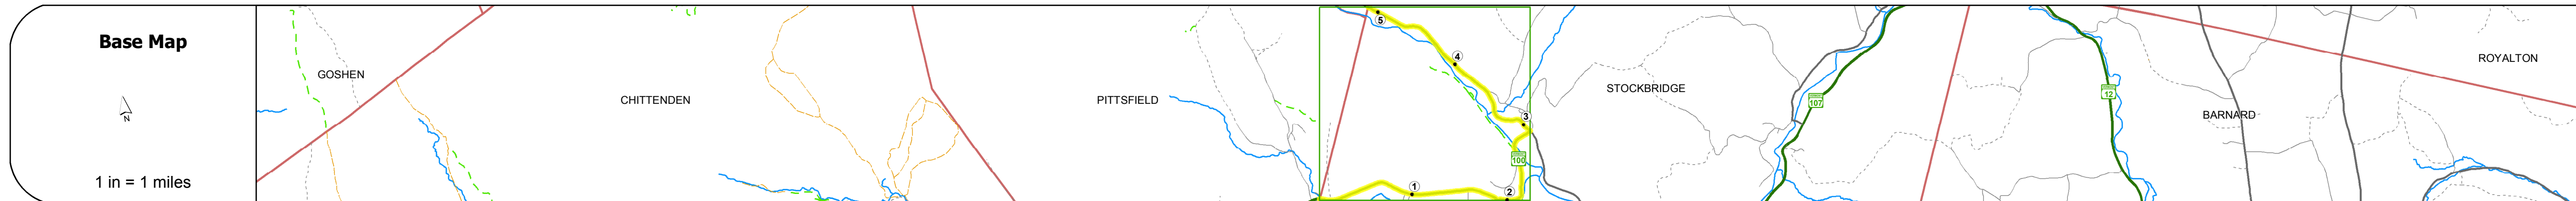 Base Map
N
1 in = 1 miles
GOSHEN
CHITTENDEN
PITTSFIELD
5
4
3
100
1
2
STOCKBRIDGE
107
12
BARNARD
ROYALTON